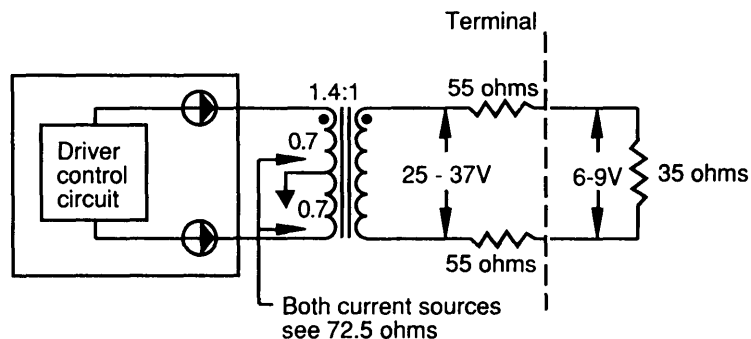 Terminal
55 ohms
1.4:1
0.7
Driver
control
circuit
25 - 37V
6-9V
35 ohms
0.7
55 ohms
Both current sources
see 72.5 ohms